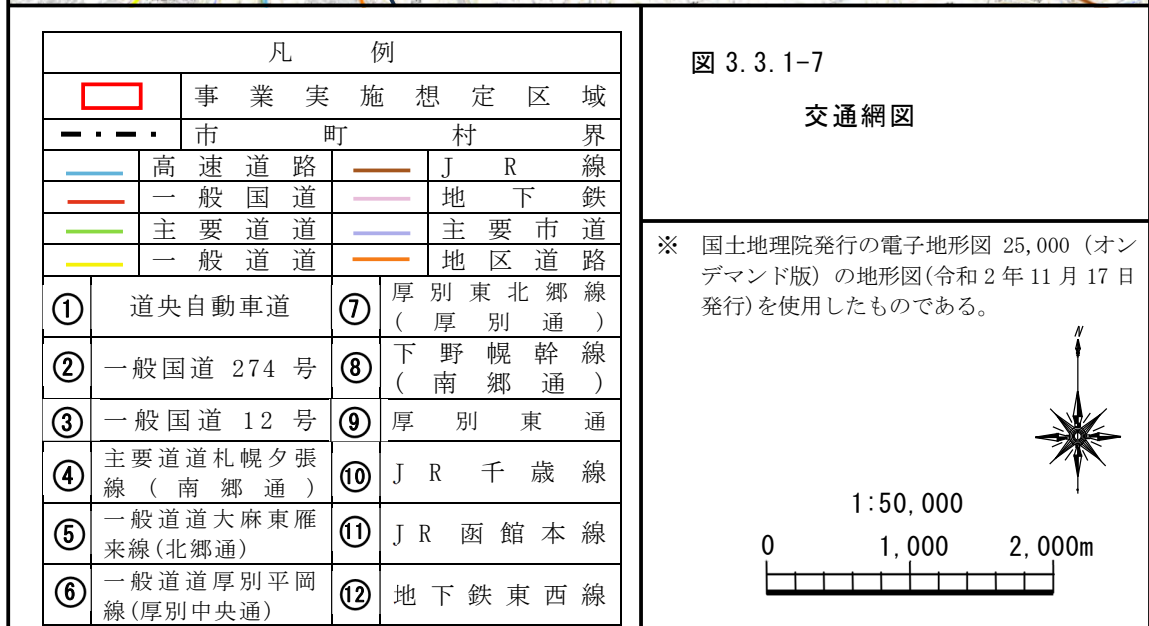 凡例
事業実施想定区域
市町村界
高速道路
JR線
一般国道
地下鉄
主要道道
主要市道
一般道道
地区道路
① 道央自動車道
⑦ 厚別東北郷線
(厚別通)
② 一般国道 274 号
⑧ 下野幌幹線
(南郷通)
③ 一般国道 12 号
⑨ 厚別東通
④ 主要道道札幌夕張
線(南郷通)
⑩ JR千歳線
⑤ 一般道道大麻東雁
来線(北郷通)
⑪ JR函館本線
⑥ 一般道道厚別平岡
線(厚別中央通)
⑫ 地下鉄東西線
図 3.3.1-7
交通網図
※ 国土地理院発行の電子地形図 25,000 (オン
デマンド版) の地形図(令和 2 年 11 月 17 日
発行)を使用したものである。
N
1:50,000
0 1,000 2,000m